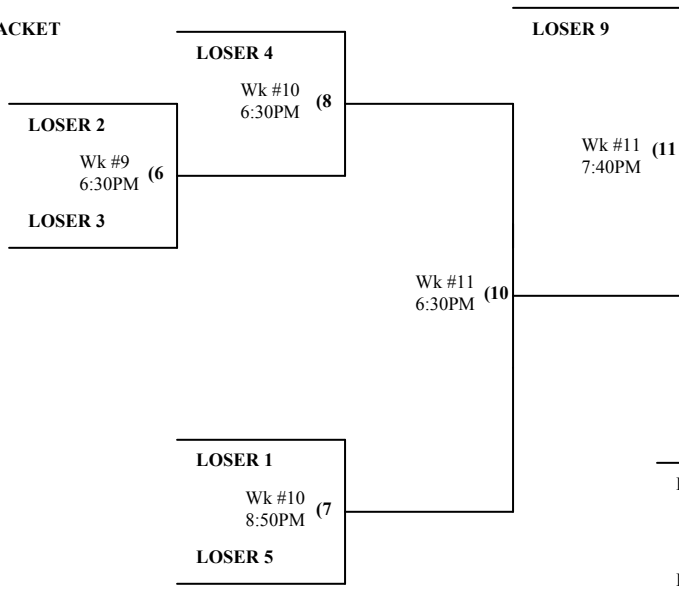 ACKET
LOSER 9
LOSER 4
Wk #10
6:30PM (8
LOSER 2
Wk #9
6:30PM (6
LOSER 3
Wk #11
7:40PM (11
Wk #11
6:30PM (10
LOSER 1
Wk #10
8:50PM (7
LOSER 5